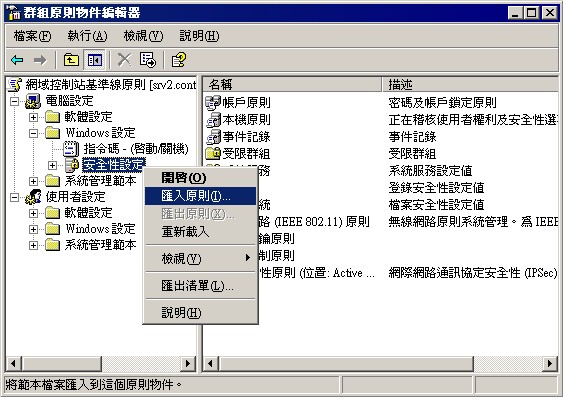 群組原則物件編輯器
檔案(F) 執行(A) 檢視(V) 說明(H)
網域控制站基準線原則 [srv2.cont
電腦設定
軟體設定
Windows 設定
指令碼 - (啟動/關機)
安全性設定
系統管理範本
使用者設定
軟體設定
Windows 設定
系統管理範本
開啟(O)
匯入原則(I)...
匯出原則(X)...
重新載入
檢視(V)
匯出清單(L)...
說明(H)
名稱 描述
帳戶原則 密碼及帳戶鎖定原則
本機原則 正在稽核使用者權利及安全性選
事件記錄 事件記錄
受限群組 受限群組
服務 系統服務設定值
登錄安全性設定值
統 檔案安全性設定值
路 (IEEE 802.11) 原則 無線網路原則系統管理。為 IEEE
鑰原則
制原則
性原則 (位置: Active ... 網際網路通訊協定安全性 (IPSec)
將範本檔案匯入到這個原則物件。